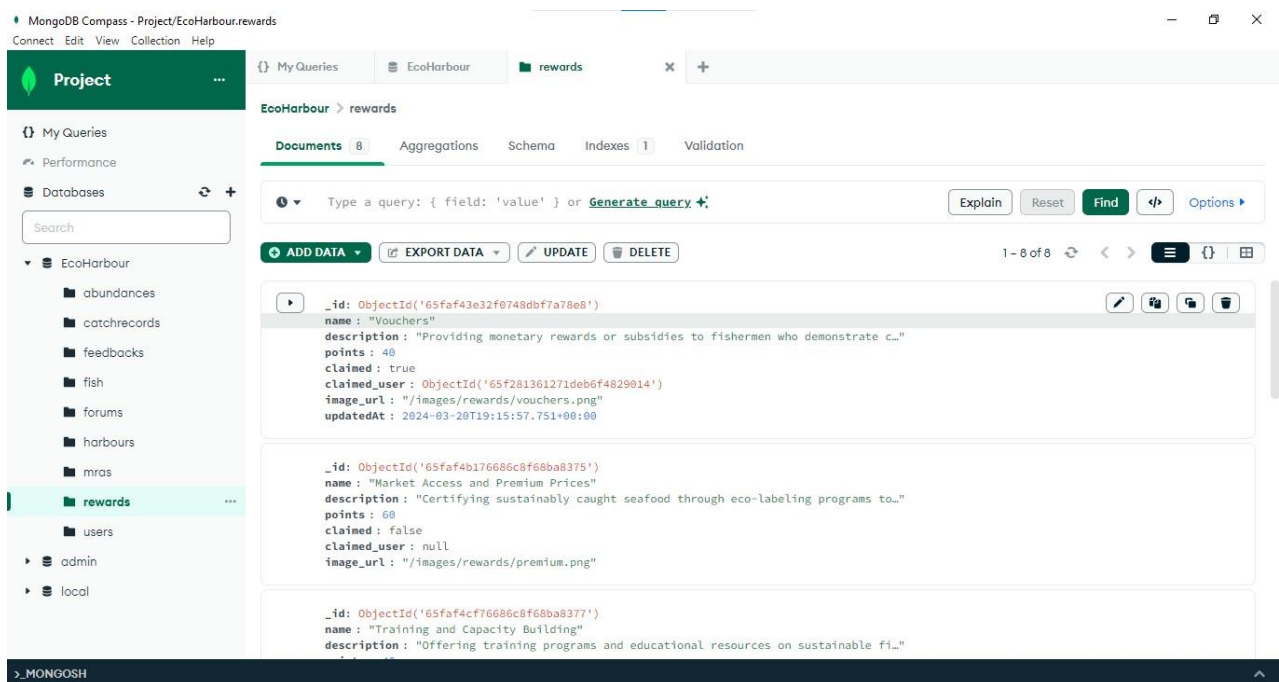 MongoDB Compass - Project/EcoHarbour.rewards
Connect Edit View Collection Help
Project
{} My Queries
Performance
Databases
Search
EcoHarbour
abundances
catchrecords
feedbacks
fish
forums
harbours
mras
rewards
users
admin
local
{} My Queries
EcoHarbour
rewards
EcoHarbour > rewards
Documents 8 Aggregations Schema Indexes 1 Validation
Type a query: { field: 'value' } or Generate query
Explain Reset Find </> Options
ADD DATA EXPORT DATA UPDATE DELETE
1 – 8 of 8
{}
_id: ObjectId('65faf43e32f0748dbf7a78e8')
name : "Vouchers"
description : "Providing monetary rewards or subsidies to fishermen who demonstrate c…"
points : 40
claimed : true
claimed_user : ObjectId('65f281361271deb6f4829014')
image_url : "/images/rewards/vouchers.png"
updatedAt : 2024-03-20T19:15:57.751+00:00
_id: ObjectId('65faf4b176686c8f68ba8375')
name : "Market Access and Premium Prices"
description : "Certifying sustainably caught seafood through eco-labeling programs to…"
points : 60
claimed : false
claimed_user : null
image_url : "/images/rewards/premium.png"
_id: ObjectId('65faf4cf76686c8f68ba8377')
name : "Training and Capacity Building"
description : "Offering training programs and educational resources on sustainable fi…"
>_MONGOSH